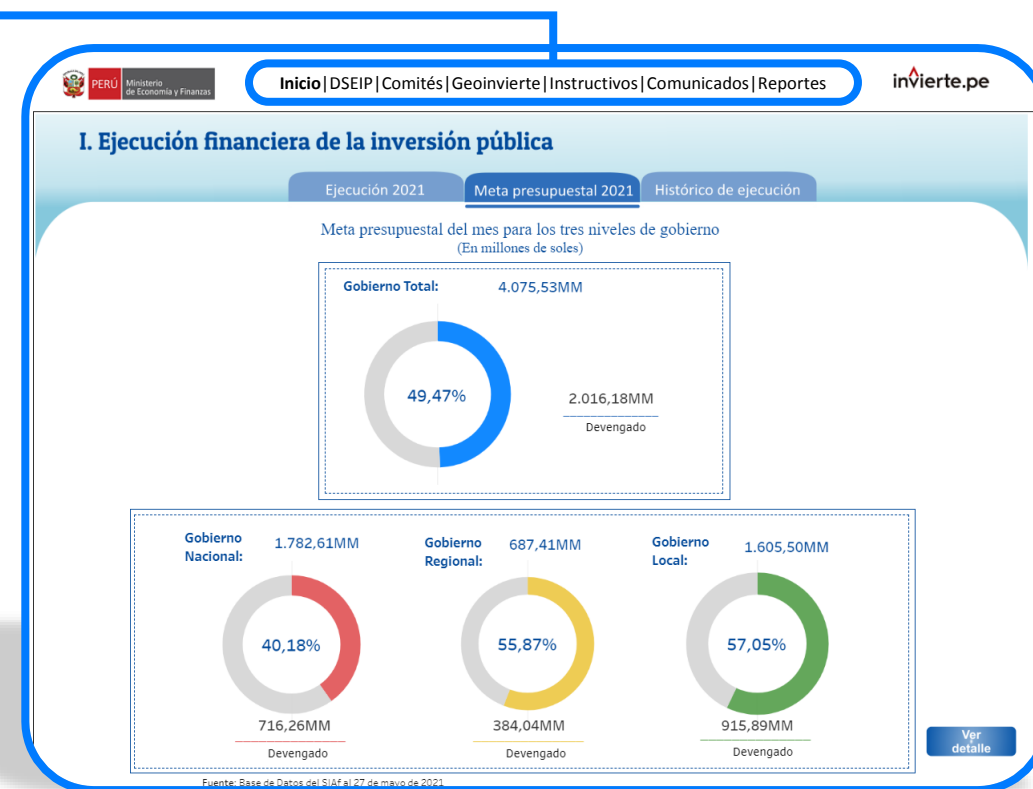 PERÚ
Ministerio
de Economía y Finanzas
Inicio|DSEIP|Comités|Geoinvierte|Instructivos|Comunicados|Reportes
invierte.pe
I. Ejecución financiera de la inversión pública
Ejecución 2021
Meta presupuestal 2021
Histórico de ejecución
Meta presupuestal del mes para los tres niveles de gobierno
(En millones de soles)
Gobierno Total: 4.075,53MM
49,47%
2.016,18MM
Devengado
Gobierno
Nacional:
1.782,61MM
40,18%
716,26MM
Devengado
Gobierno
Regional:
687,41MM
55,87%
384,04MM
Devengado
Gobierno
Local:
1.605,50MM
57,05%
915,89MM
Devengado
Ver
detalle
Fuente: Base de Datos del SIAf al 27 de mayo de 2021